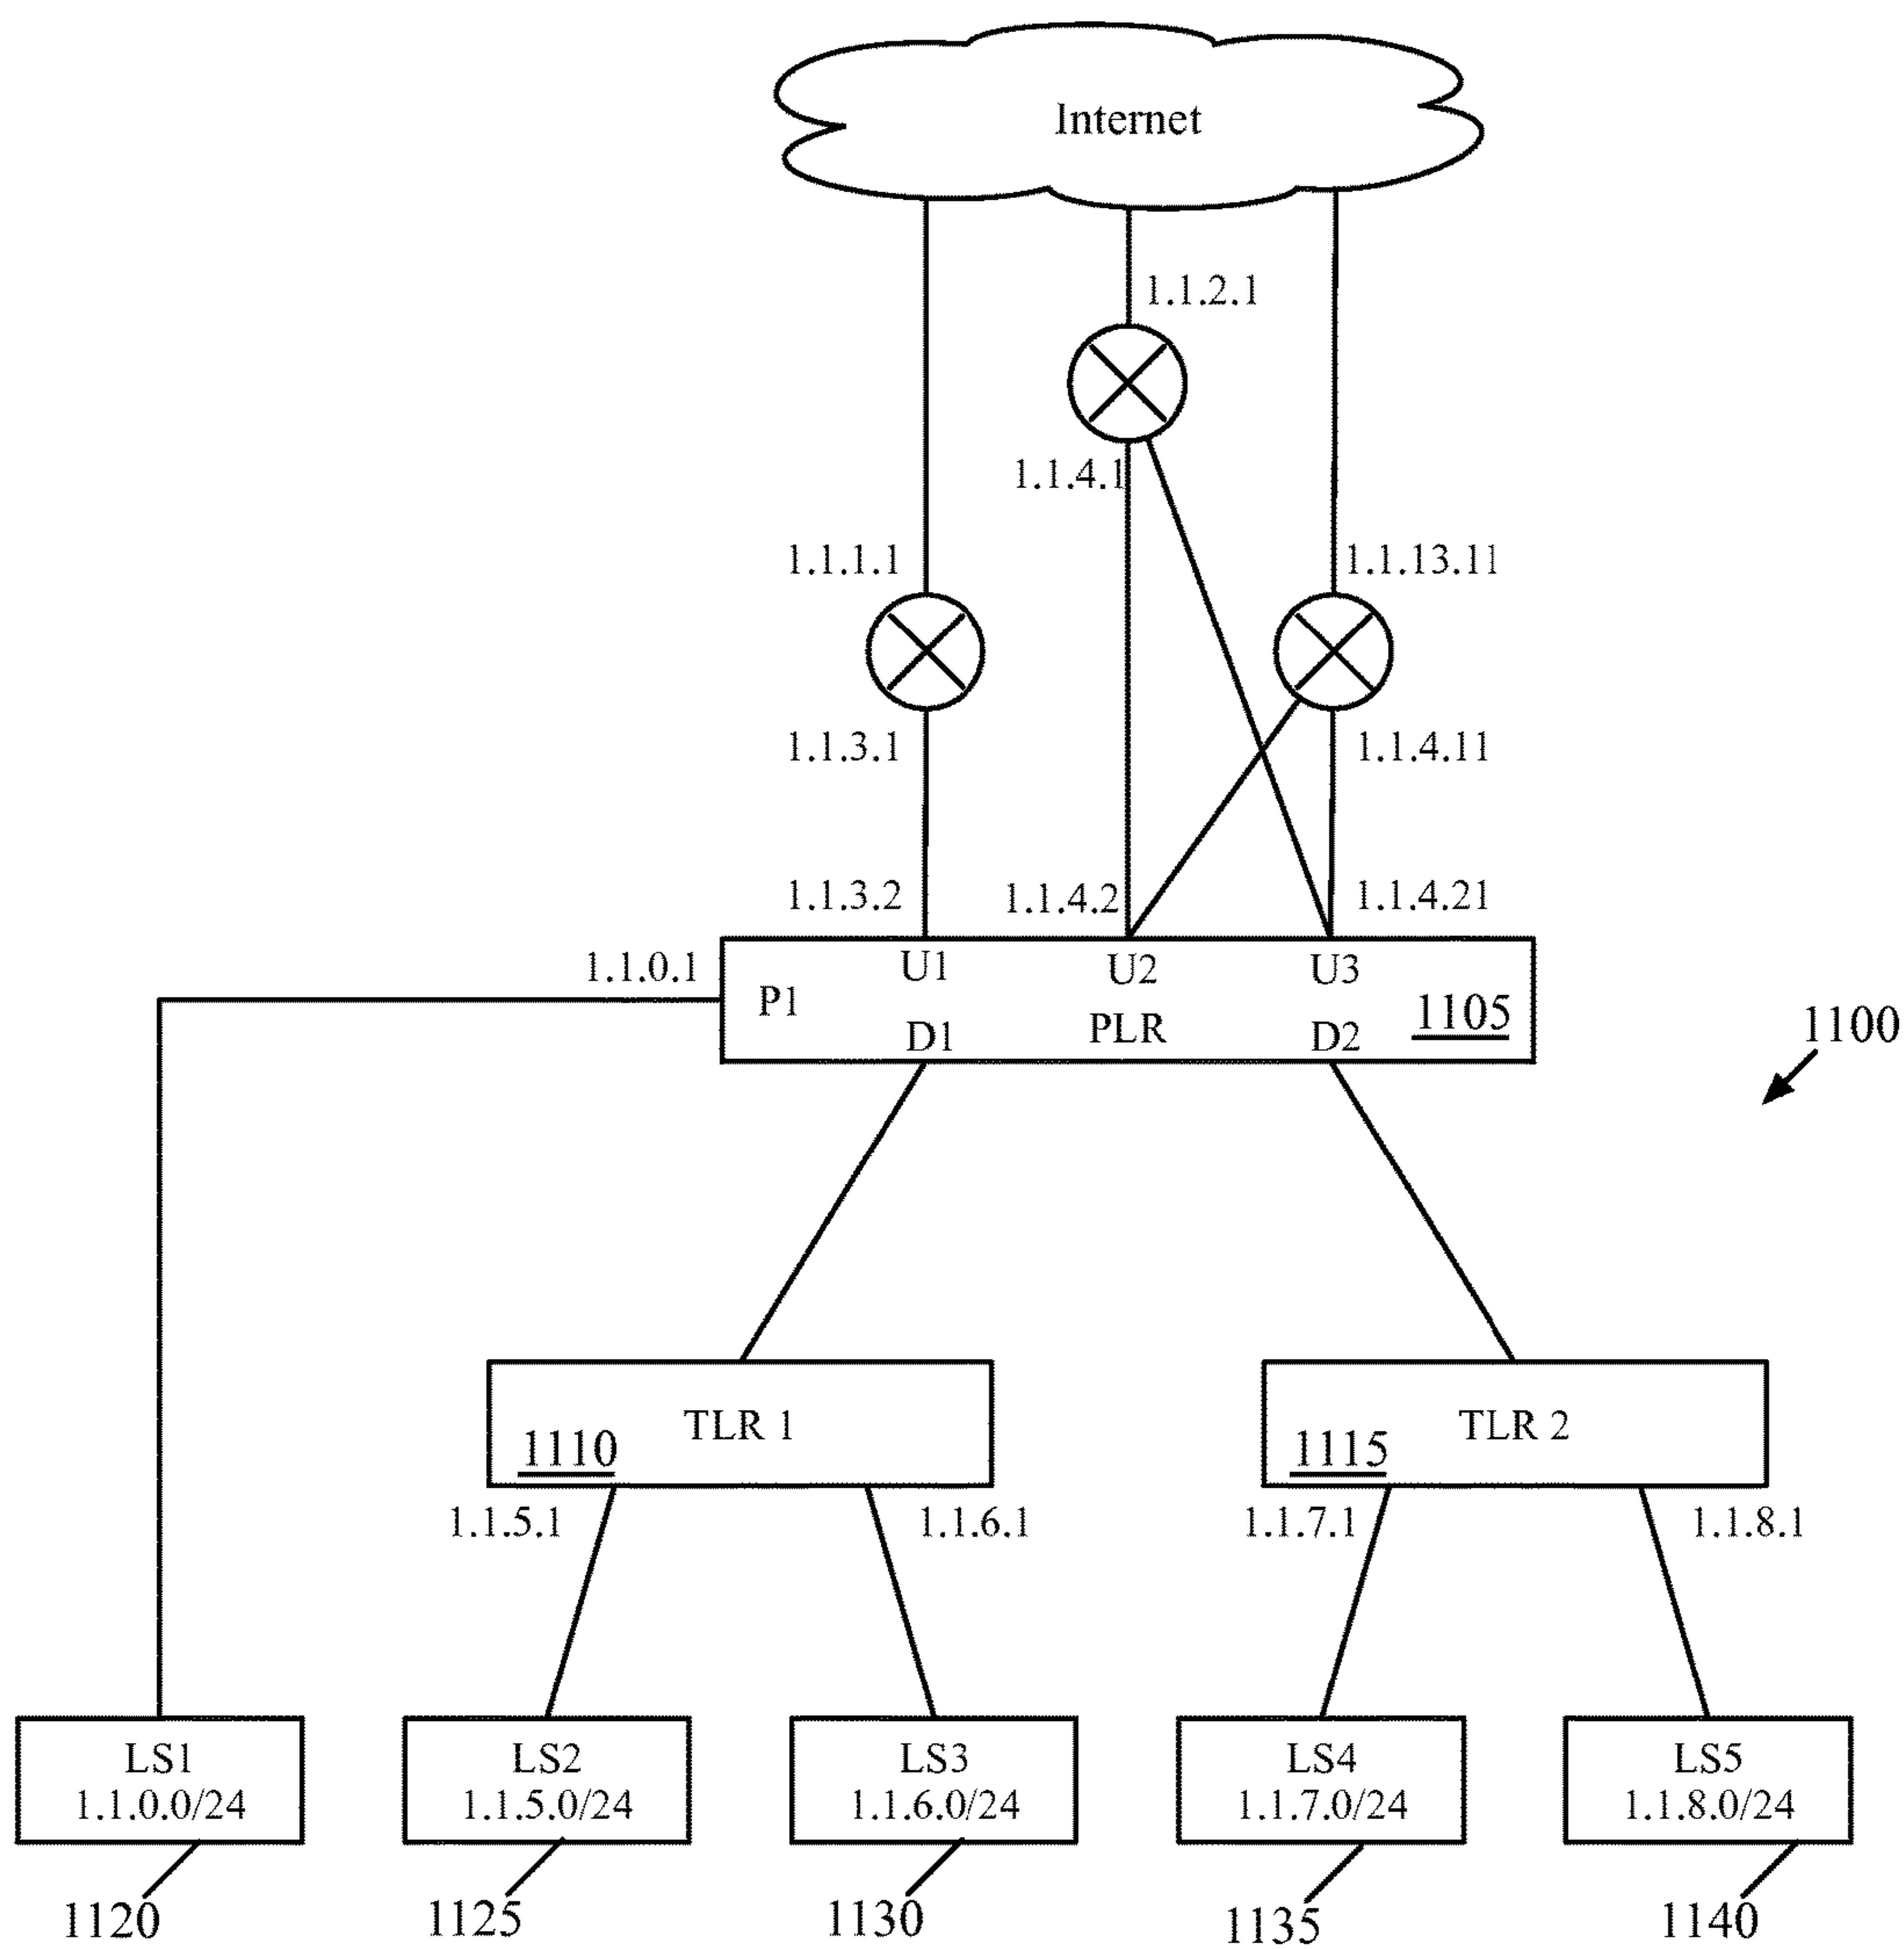 Internet
1.1.2.1
1.1.4.1
1.1.1.1
1.1.13.11
1.1.3.1
1.1.4.11
1.1.3.2
1.1.4.2
1.1.4.21
1.1.0.1
U1
U2
U3
P1
1105
D1
PLR
D2
1100
TLR 1
1110
TLR 2
1115
1.1.5.1
1.1.6.1
1.1.7.1
1.1.8.1
LS1
1.1.0.0/24
LS2
1.1.5.0/24
LS3
1.1.6.0/24
LS4
1.1.7.0/24
LS5
1.1.8.0/24
1120
1125
1130
1135
1140